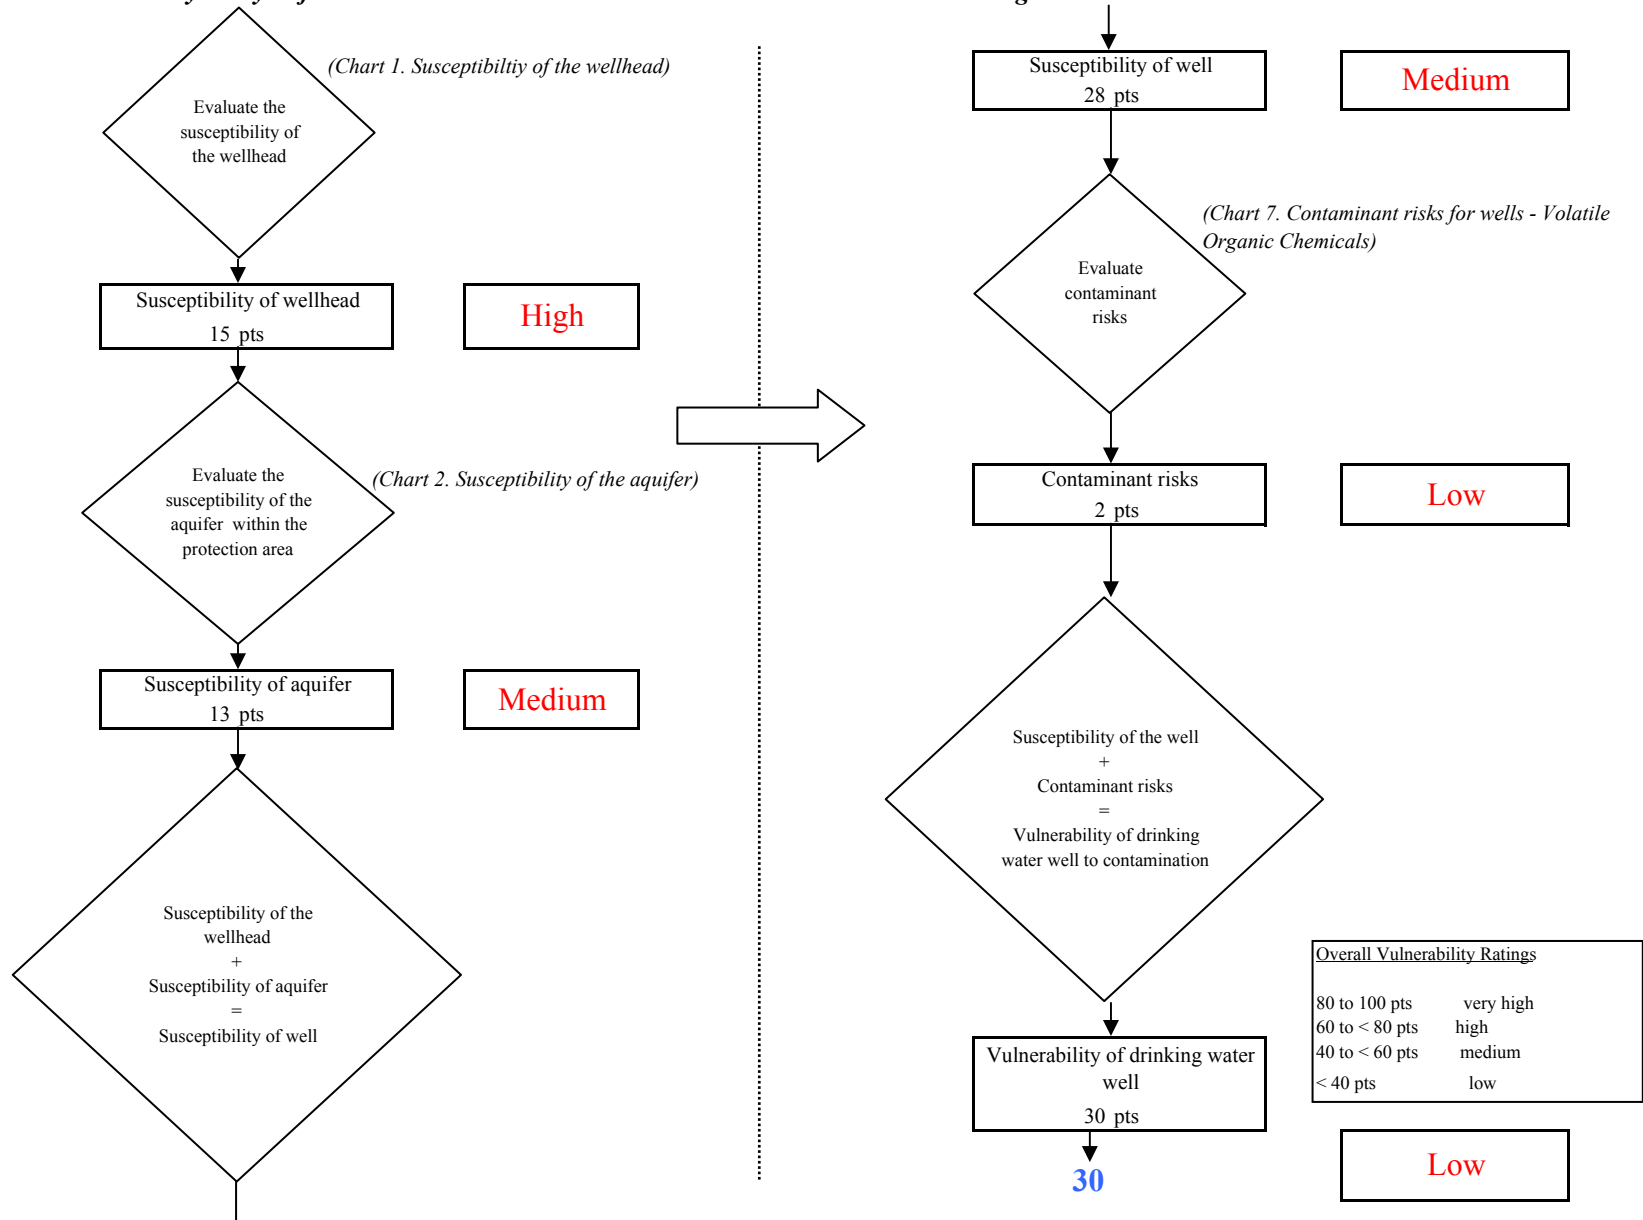 (Chart 1. Susceptibiltiy of the wellhead)
Evaluate the
susceptibility of
the wellhead
Susceptibility of wellhead
15 pts
High
Evaluate the
susceptibility of the
aquifer within the
protection area
(Chart 2. Susceptibility of the aquifer)
Susceptibility of aquifer
13 pts
Medium
Susceptibility of the
wellhead
+
Susceptibility of aquifer
=
Susceptibility of well
Susceptibility of well
28 pts
Medium
(Chart 7. Contaminant risks for wells - Volatile
Organic Chemicals)
Evaluate
contaminant
risks
Contaminant risks
2 pts
Low
Susceptibility of the well
+
Contaminant risks
=
Vulnerability of drinking
water well to contamination
Overall Vulnerability Ratings
80 to 100 pts very high
60 to < 80 pts high
40 to < 60 pts medium
< 40 pts low
Vulnerability of drinking water
well
30 pts
30
Low